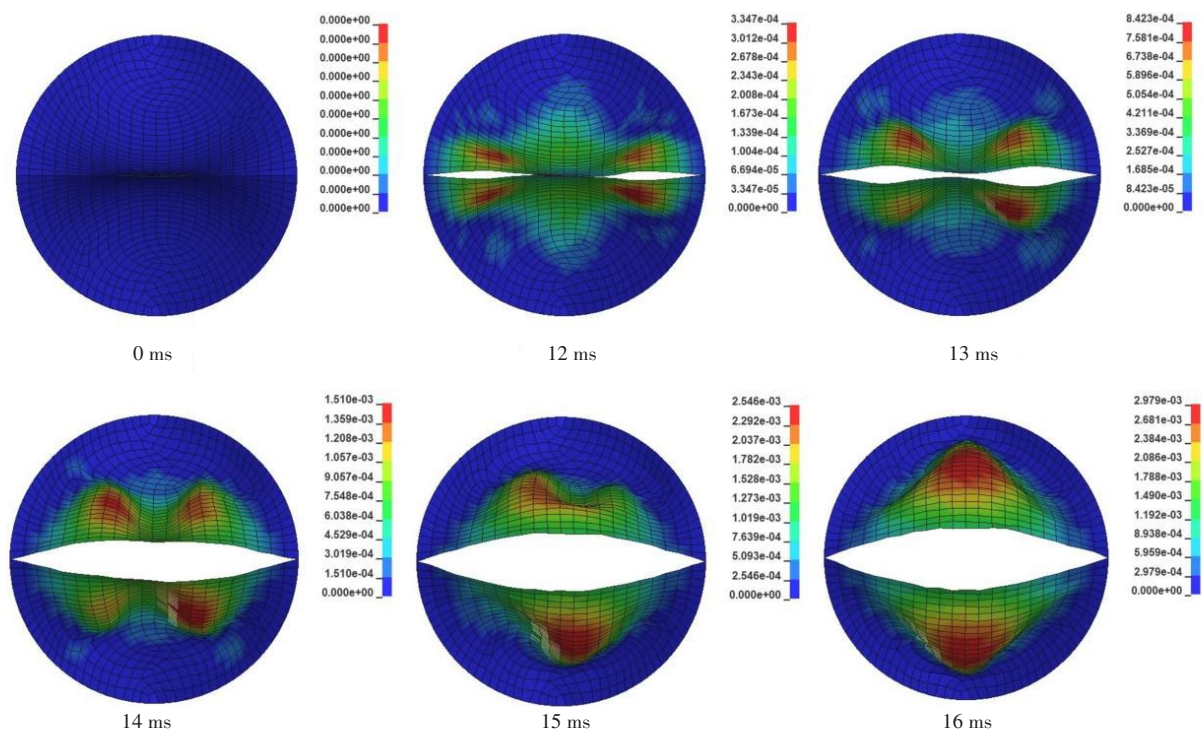 0.000e+00
0.000e+00
0.000e+00
0.000e+00
0.000e+00
0.000e+00
0.000e+00
0.000e+00
0.000e+00
0.000e+00
0.000e+00
0 ms
3.347e-04
3.012e-04
2.678e-04
2.343e-04
2.008e-04
1.673e-04
1.339e-04
1.004e-04
6.694e-05
3.347e-05
0.000e+00
12 ms
8.423e-04
7.581e-04
6.738e-04
5.896e-04
5.054e-04
4.211e-04
3.369e-04
2.527e-04
1.685e-04
8.423e-05
0.000e+00
13 ms
1.510e-03
1.359e-03
1.208e-03
1.057e-03
9.057e-04
7.548e-04
6.038e-04
4.529e-04
3.019e-04
1.510e-04
0.000e+00
14 ms
2.546e-03
2.292e-03
2.037e-03
1.782e-03
1.528e-03
1.273e-03
1.019e-03
7.639e-04
5.093e-04
2.546e-04
0.000e+00
15 ms
2.979e-03
2.681e-03
2.384e-03
2.086e-03
1.788e-03
1.490e-03
1.192e-03
8.938e-04
5.959e-04
2.979e-04
0.000e+00
16 ms